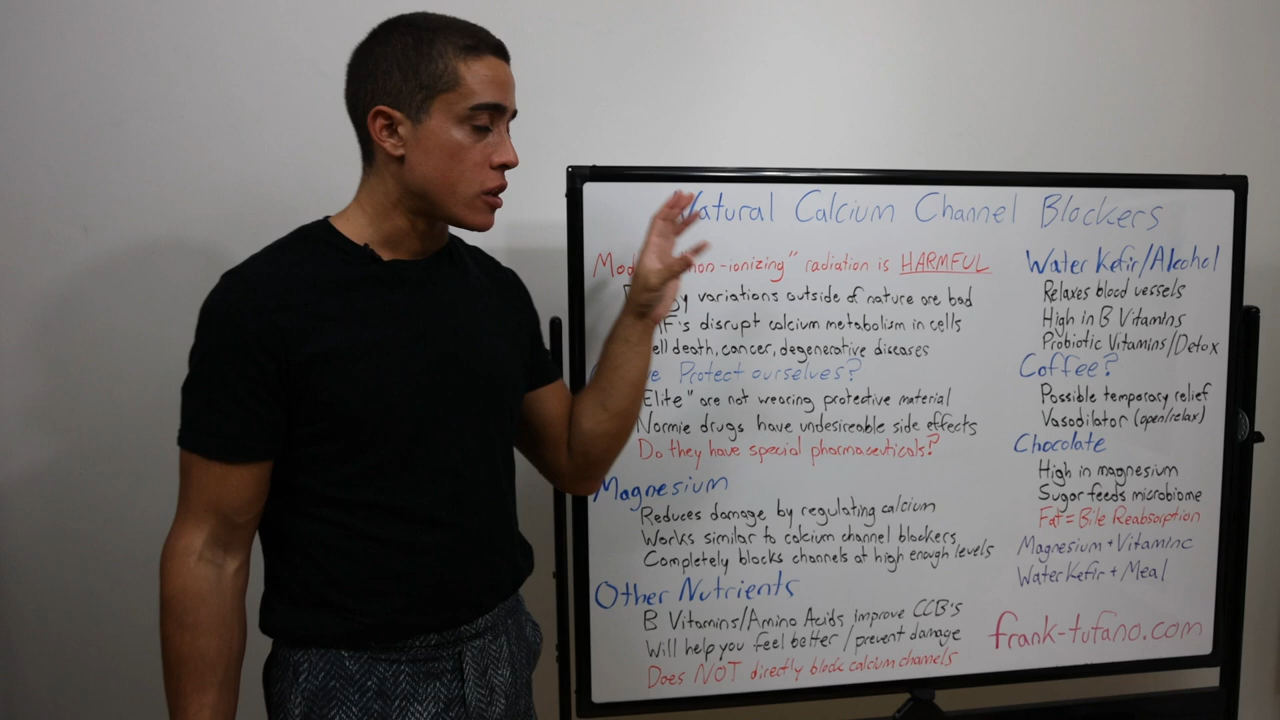 Natural Calcium Channel Blockers
"non-ionizing" radiation is HARMFUL
variations outside of nature are bad
disrupt calcium metabolism in cells
death, cancer, degenerative diseases
Protect ourselves?
"Elite" are not wearing protective material
Normie drugs have undesireable side effects
Do they have special pharmaceuticals?
Magnesium
Reduces damage by regulating calcium
Works similar to calcium channel blockers
Completely blocks channels at high enough levels
Other Nutrients
B Vitamins/Amino Acids improve CCB's
Will help you feel better/prevent damage
Does NOT directly block calcium channels
Water Kefir/Alcohol
Relaxes blood vessels
High in B Vitamins
Probiotic Vitamins/Detox
Coffee?
Possible temporary relief
Vasodilator (open/relax)
Chocolate
High in magnesium
Sugar feeds microbiome
Fat = Bile Reabsorption
Magnesium + Vitamin C
Water Kefir + Meal
frank-tufano.com